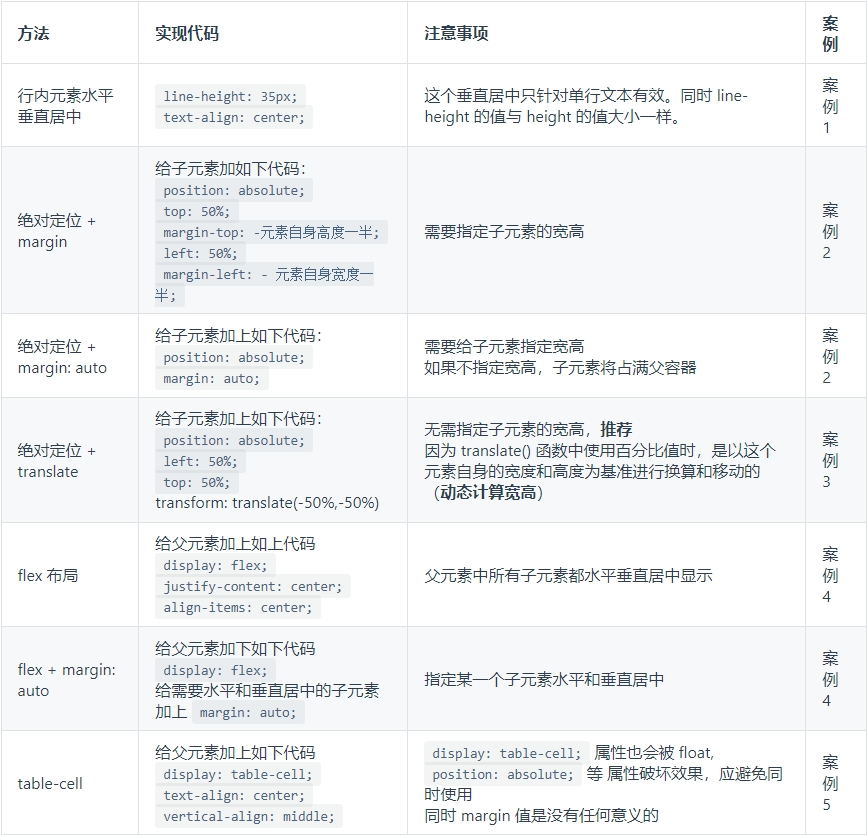 方法
实现代码
注意事项
案
例
行内元素水平
垂直居中
line-height: 35px;
text-align: center;
这个垂直居中只针对单行文本有效。同时 line-
height 的值与 height 的值大小一样。
案
例
1
绝对定位 +
margin
给子元素加如下代码：
position: absolute;
top: 50%;
margin-top: -元素自身高度一半;
left: 50%;
margin-left: - 元素自身宽度一
半;
需要指定子元素的宽高
案
例
2
绝对定位 +
margin: auto
给子元素加上如下代码：
position: absolute;
margin: auto;
需要给子元素指定宽高
如果不指定宽高，子元素将占满父容器
案
例
2
绝对定位 +
translate
给子元素加上如下代码：
position: absolute;
left: 50%;
top: 50%;
transform: translate(-50%,-50%)
无需指定子元素的宽高，推荐
因为 translate() 函数中使用百分比值时，是以这个
元素自身的宽度和高度为基准进行换算和移动的
（动态计算宽高）
案
例
3
flex 布局
给父元素加上如上代码
display: flex;
justify-content: center;
align-items: center;
父元素中所有子元素都水平垂直居中显示
案
例
4
flex + margin:
auto
给父元素加下如下代码
display: flex;
给需要水平和垂直居中的子元素
加上 margin: auto;
指定某一个子元素水平和垂直居中
案
例
4
table-cell
给父元素加上如下代码
display: table-cell;
text-align: center;
vertical-align: middle;
display: table-cell; 属性也会被 float,
position: absolute; 等 属性破坏效果，应避免同
时使用
同时 margin 值是没有任何意义的
案
例
5